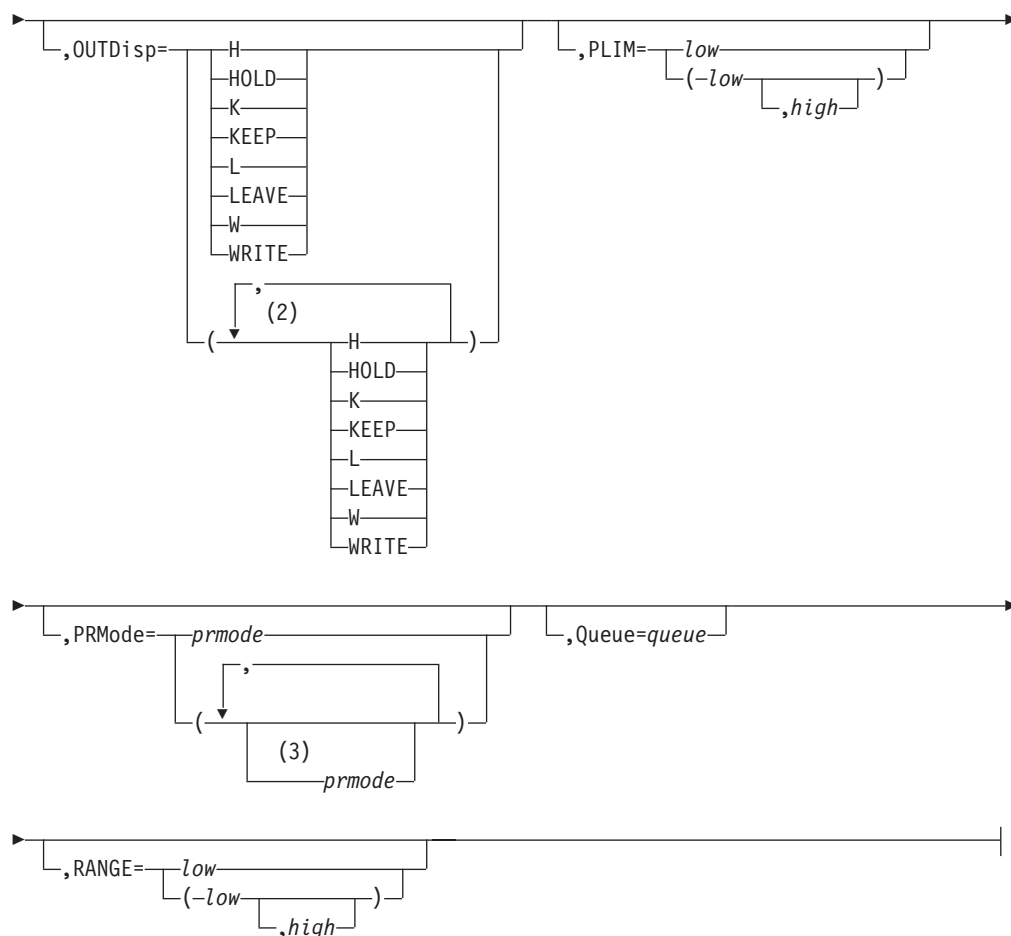 ,OUTDisp= H ,PLIM= low
HOLD (low )
K ,high
KEEP
L
LEAVE
W
WRITE
,
(2)
( H )
HOLD
K
KEEP
L
LEAVE
W
WRITE
,PRMode= prmode ,Queue=queue
,
( )
(3)
prmode
,RANGE= low
(low )
,high